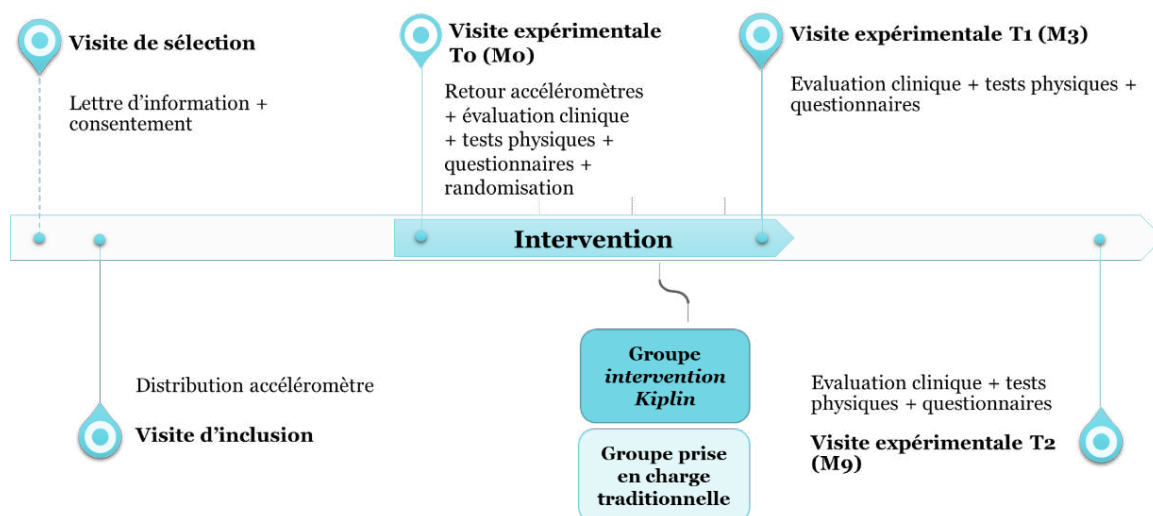 Visite de sélection
Lettre d’information +
consentement
Visite expérimentale
T0 (M0)
Retour accéléromètres
+ évaluation clinique
+ tests physiques +
questionnaires +
randomisation
Visite expérimentale T1 (M3)
Evaluation clinique + tests physiques +
questionnaires
Intervention
Distribution accéléromètre
Visite d’inclusion
Groupe
intervention
Kiplin
Groupe prise
en charge
traditionnelle
Evaluation clinique + tests
physiques + questionnaires
Visite expérimentale T2
(M9)